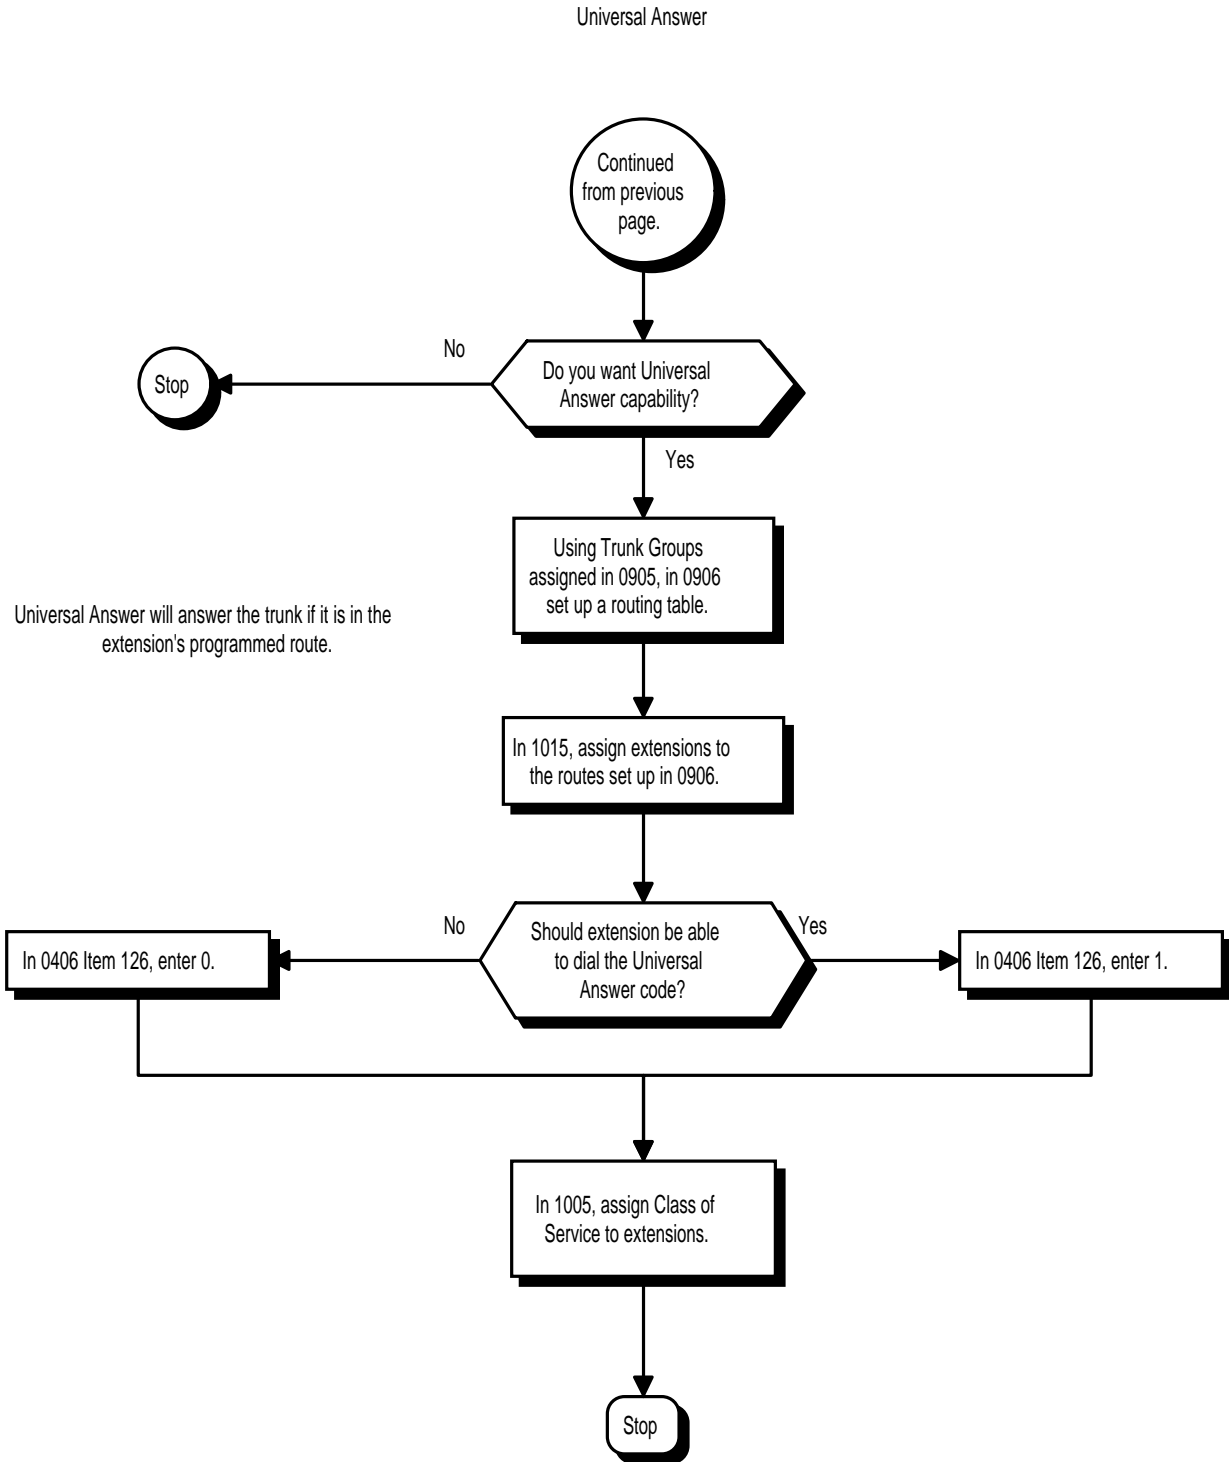 Universal Answer
Continued
from previous
page.
No
Do you want Universal
Answer capability?
Stop
Yes
Using Trunk Groups
assigned in 0905, in 0906
set up a routing table.
Universal Answer will answer the trunk if it is in the
extension's programmed route.
In 1015, assign extensions to
the routes set up in 0906.
No
Should extension be able
to dial the Universal
Answer code?
Yes
In 0406 Item 126, enter 0.
In 0406 Item 126, enter 1.
In 1005, assign Class of
Service to extensions.
Stop